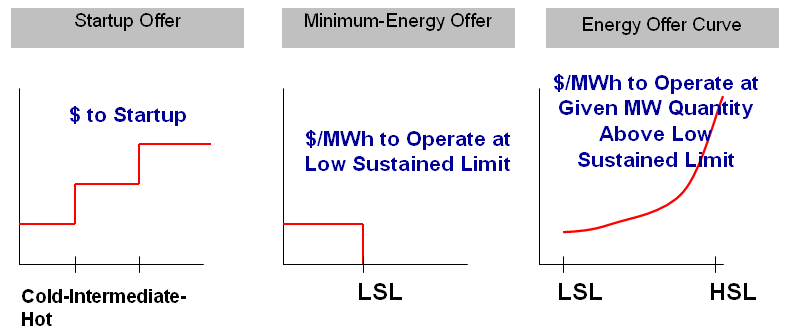 Startup Offer
$ to Startup
Cold-Intermediate-
Hot
Minimum-Energy Offer
$/MWh to Operate at
Low Sustained Limit
LSL
Energy Offer Curve
$/MWh to Operate at
Given MW Quantity
Above Low
Sustained Limit
LSL
HSL